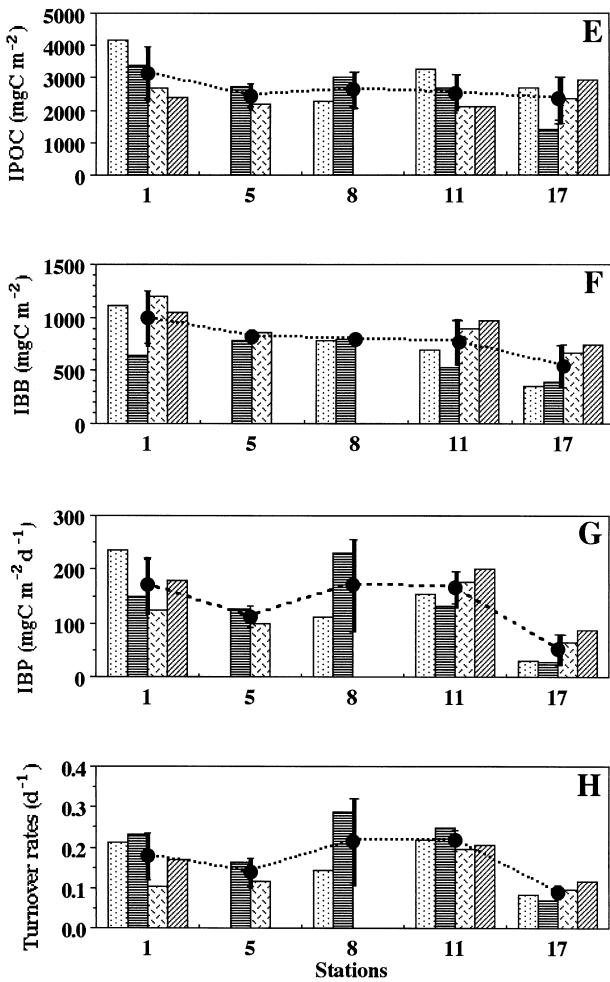 E
IPOC (mgC m⁻²)
5000
4000
3000
2000
1000
0
1 5 8 11 17
F
IBB (mgC m⁻²)
1500
1000
500
0
1 5 8 11 17
G
IBP (mgC m⁻² d⁻¹)
300
200
100
0
1 5 8 11 17
H
Turnover rates (d⁻¹)
0.4
0.3
0.2
0.1
0.0
1 5 8 11 17
Stations